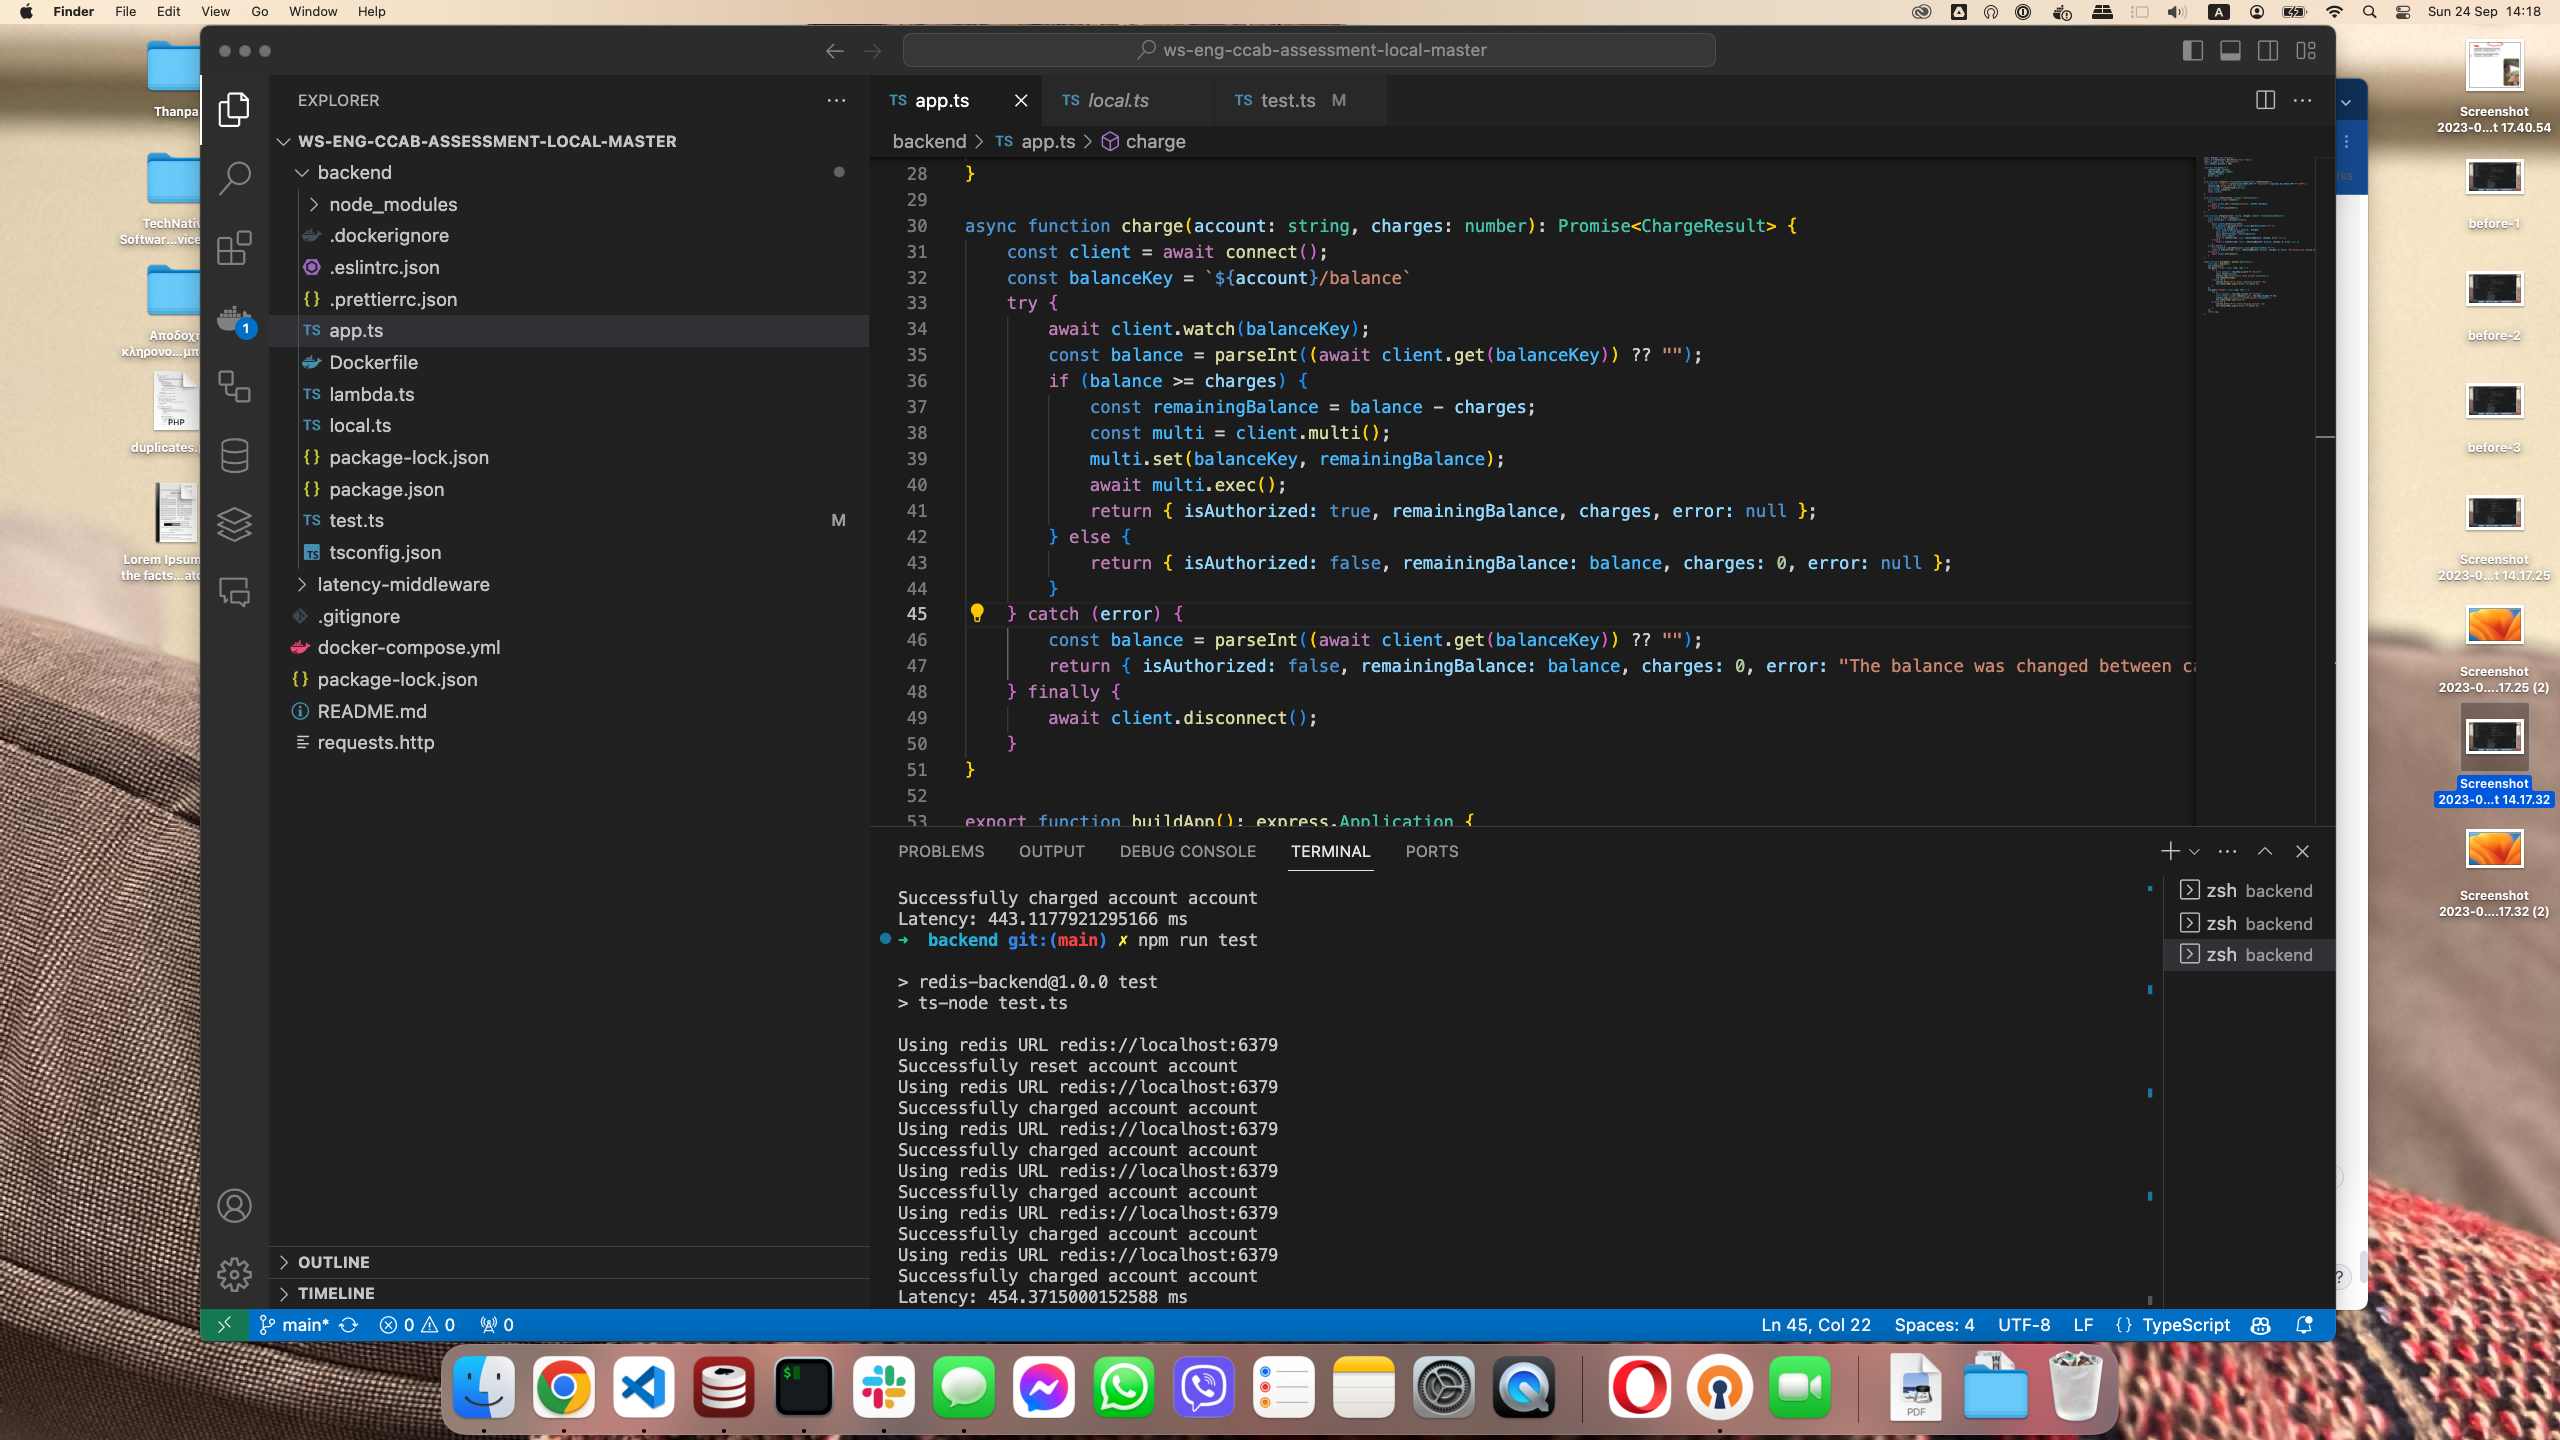 Finder File Edit View Go Window Help
A
Sun 24 Sep 14:18
ws-eng-ccab-assessment-local-master
EXPLORER
WS-ENG-CCAB-ASSESSMENT-LOCAL-MASTER
backend
node_modules
.dockerignore
.eslintrc.json
.prettierrc.json
TS app.ts
Dockerfile
TS lambda.ts
TS local.ts
package-lock.json
package.json
TS test.ts M
TS tsconfig.json
latency-middleware
.gitignore
docker-compose.yml
package-lock.json
README.md
requests.http
OUTLINE
TIMELINE
1
TS app.ts
TS local.ts
TS test.ts M
backend > TS app.ts > charge
28 }
29
30 async function charge(account: string, charges: number): Promise<ChargeResult> {
31 const client = await connect();
32 const balanceKey = `${account}/balance`
33 try {
34 await client.watch(balanceKey);
35 const balance = parseInt((await client.get(balanceKey)) ?? "");
36 if (balance >= charges) {
37 const remainingBalance = balance - charges;
38 const multi = client.multi();
39 multi.set(balanceKey, remainingBalance);
40 await multi.exec();
41 return { isAuthorized: true, remainingBalance, charges, error: null };
42 } else {
43 return { isAuthorized: false, remainingBalance: balance, charges: 0, error: null };
44 }
45 } catch (error) {
46 const balance = parseInt((await client.get(balanceKey)) ?? "");
47 return { isAuthorized: false, remainingBalance: balance, charges: 0, error: "The balance was changed between
48 } finally {
49 await client.disconnect();
50 }
51 }
52
53 export function buildApp(): express.Application {
PROBLEMS OUTPUT DEBUG CONSOLE TERMINAL PORTS
Successfully charged account account
Latency: 443.1177921295166 ms
➜ backend git:(main) ✗ npm run test
> redis-backend@1.0.0 test
> ts-node test.ts
Using redis URL redis://localhost:6379
Successfully reset account account
Using redis URL redis://localhost:6379
Successfully charged account account
Using redis URL redis://localhost:6379
Successfully charged account account
Using redis URL redis://localhost:6379
Successfully charged account account
Using redis URL redis://localhost:6379
Successfully charged account account
Using redis URL redis://localhost:6379
Successfully charged account account
Latency: 454.3715000152588 ms
zsh backend
zsh backend
zsh backend
main* 0 0 0
Ln 45, Col 22 Spaces: 4 UTF-8 LF {} TypeScript
Thanpa
TechNativ
Softwar...vice
Αποδοχή
κληρονο...μπ
PHP
duplicates.
Lorem Ipsum
the facts...ato
Screenshot
2023-0...t 17.40.54
before-1
before-2
before-3
Screenshot
2023-0...t 14.17.25
Screenshot
2023-0....17.25 (2)
Screenshot
2023-0...t 14.17.32
Screenshot
2023-0....17.32 (2)
rks
?
PDF